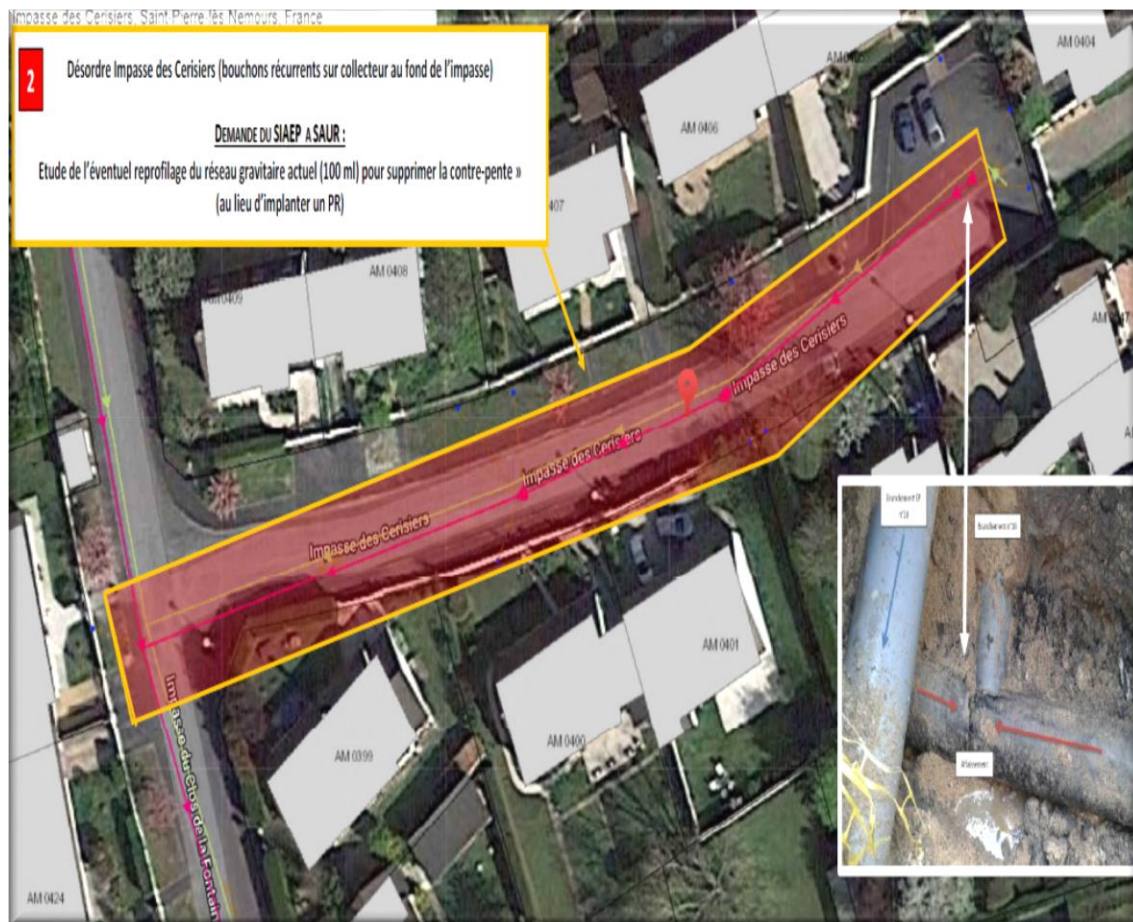 Impasse des Cerisiers, Saint Pierre lès Nemours, France
2
Désordre Impasse des Cerisiers (bouchons récurrents sur collecteur au fond de l’impasse)
DEMANDE DU SIAEP A SAUR :
Etude de l’éventuel reprofilage du réseau gravitaire actuel (100 ml) pour supprimer la contre-pente »
(au lieu d’implanter un PR)
AM 0404
AM 0406
AM 0408
AM 0409
Impasse des Cerisiers
Impasse des Cerisiers
Impasse des Cerisiers
AM 0401
AM 0400
AM 0399
AM 0424
Impasse du Clos de la Fontain
Affaissement